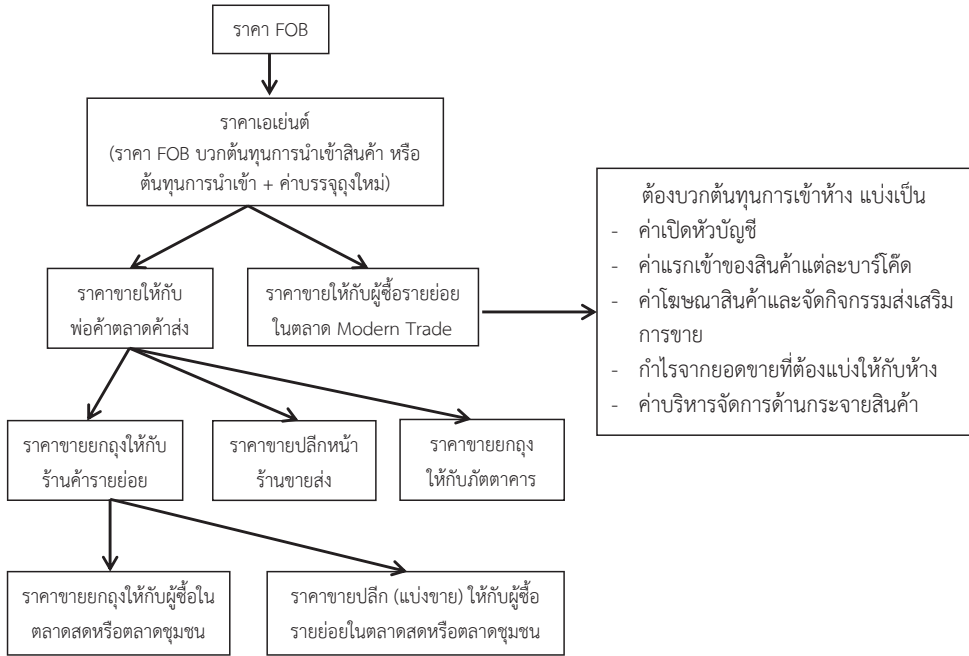 ราคา FOB
ราคาเอเย่นต์
(ราคา FOB บวกต้นทุนการนำเข้าสินค้า หรือ
ต้นทุนการนำเข้า + ค่าบรรจุถุงใหม่)
ต้องบวกต้นทุนการเข้าห้าง แบ่งเป็น
- ค่าเปิดหัวบัญชี
- ค่าแรกเข้าของสินค้าแต่ละบาร์โค๊ด
- ค่าโฆษณาสินค้าและจัดกิจกรรมส่งเสริม
การขาย
- กำไรจากยอดขายที่ต้องแบ่งให้กับห้าง
- ค่าบริหารจัดการด้านกระจายสินค้า
ราคาขายให้กับ
พ่อค้าตลาดค้าส่ง
ราคาขายให้กับผู้ซื้อรายย่อย
ในตลาด Modern Trade
ราคาขายยกถุงให้กับ
ร้านค้ารายย่อย
ราคาขายปลีกหน้า
ร้านขายส่ง
ราคาขายยกถุง
ให้กับภัตตาคาร
ราคาขายยกถุงให้กับผู้ซื้อใน
ตลาดสดหรือตลาดชุมชน
ราคาขายปลีก (แบ่งขาย) ให้กับผู้ซื้อ
รายย่อยในตลาดสดหรือตลาดชุมชน